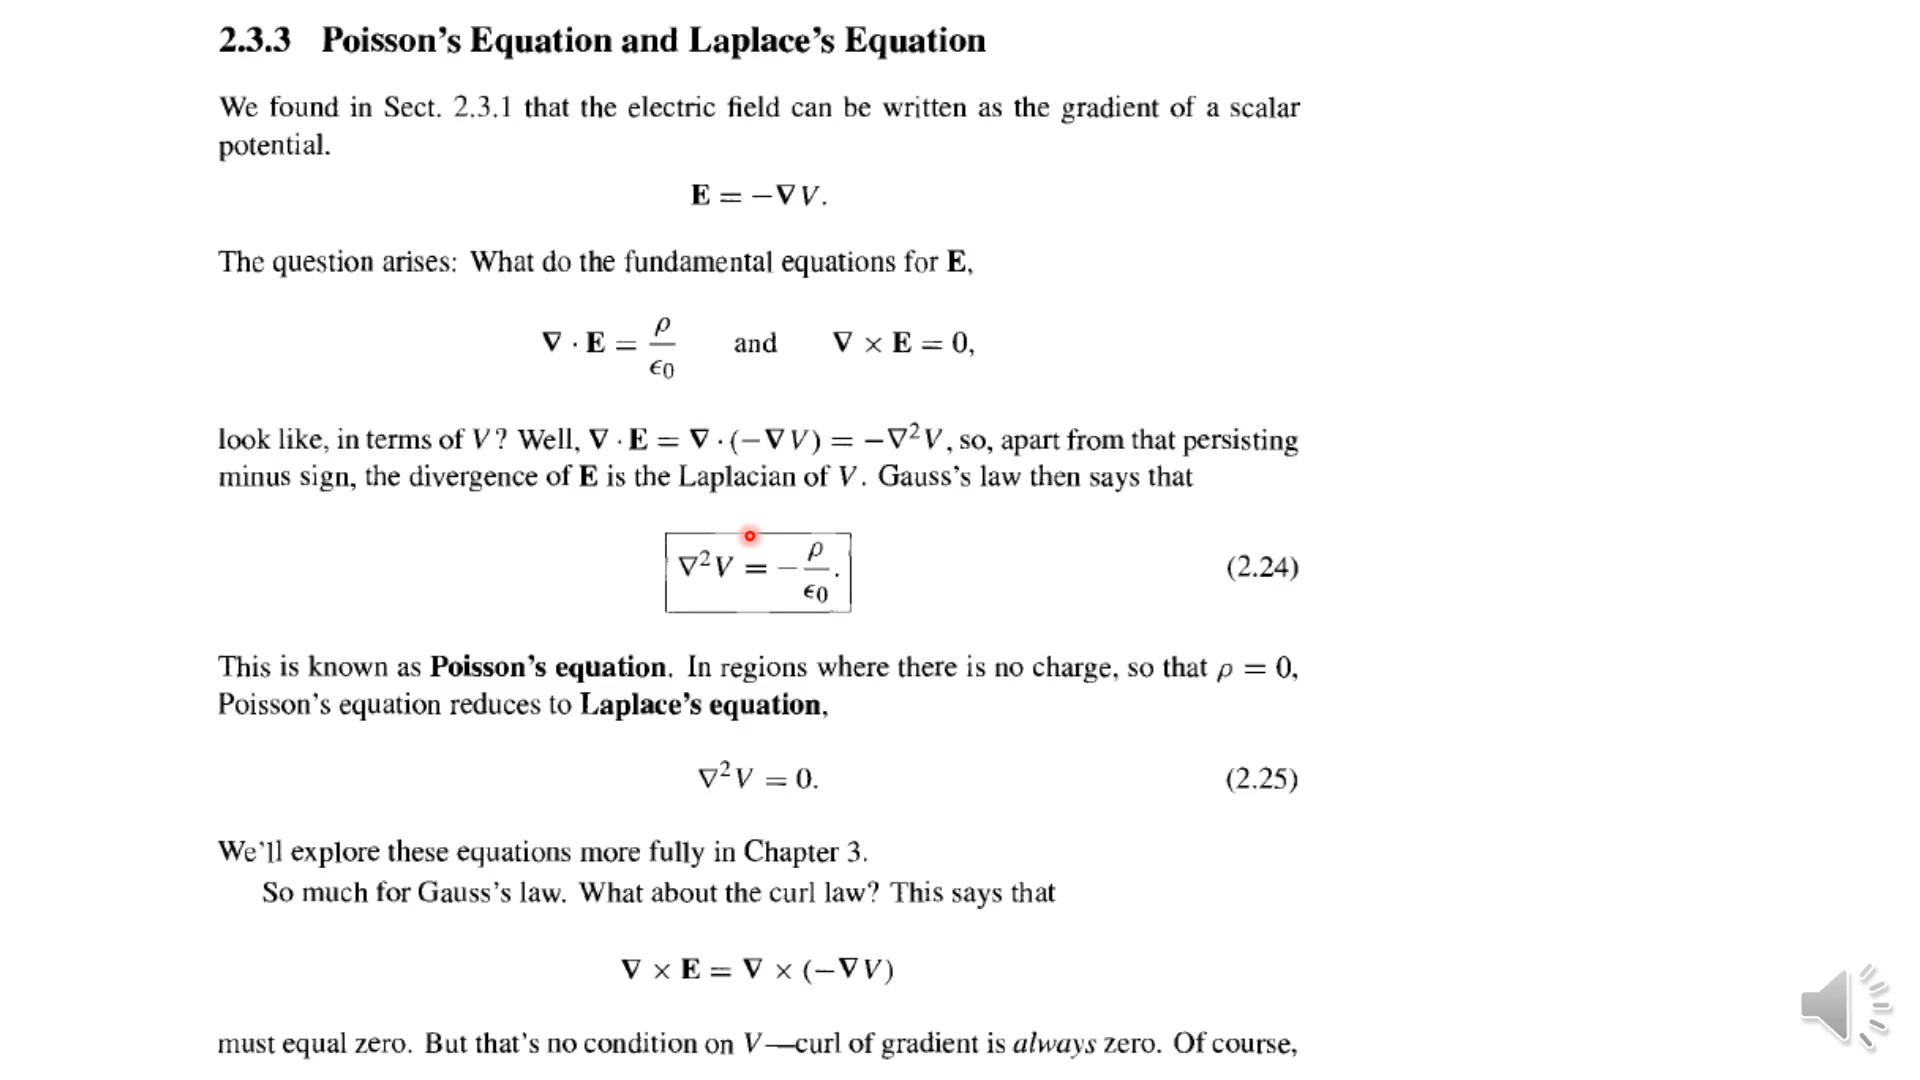 2.3.3 Poisson's Equation and Laplace's Equation
We found in Sect. 2.3.1 that the electric field can be written as the gradient of a scalar
potential.
E = −∇V.
The question arises: What do the fundamental equations for E,
∇ · E = ρ/ϵ₀ and ∇ × E = 0,
look like, in terms of V? Well, ∇ · E = ∇ · (−∇V) = −∇²V, so, apart from that persisting
minus sign, the divergence of E is the Laplacian of V. Gauss's law then says that
∇²V = −ρ/ϵ₀. (2.24)
This is known as Poisson's equation. In regions where there is no charge, so that ρ = 0,
Poisson's equation reduces to Laplace's equation,
∇²V = 0. (2.25)
We'll explore these equations more fully in Chapter 3.
So much for Gauss's law. What about the curl law? This says that
∇ × E = ∇ × (−∇V)
must equal zero. But that's no condition on V—curl of gradient is always zero. Of course,